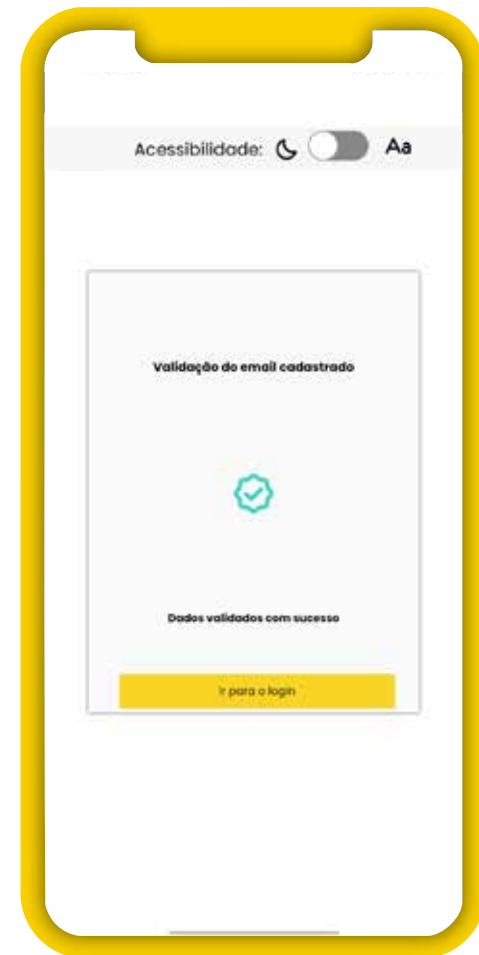 Acessibilidade: Aa
Validação do email cadastrado
Dados validados com sucesso
Ir para o login